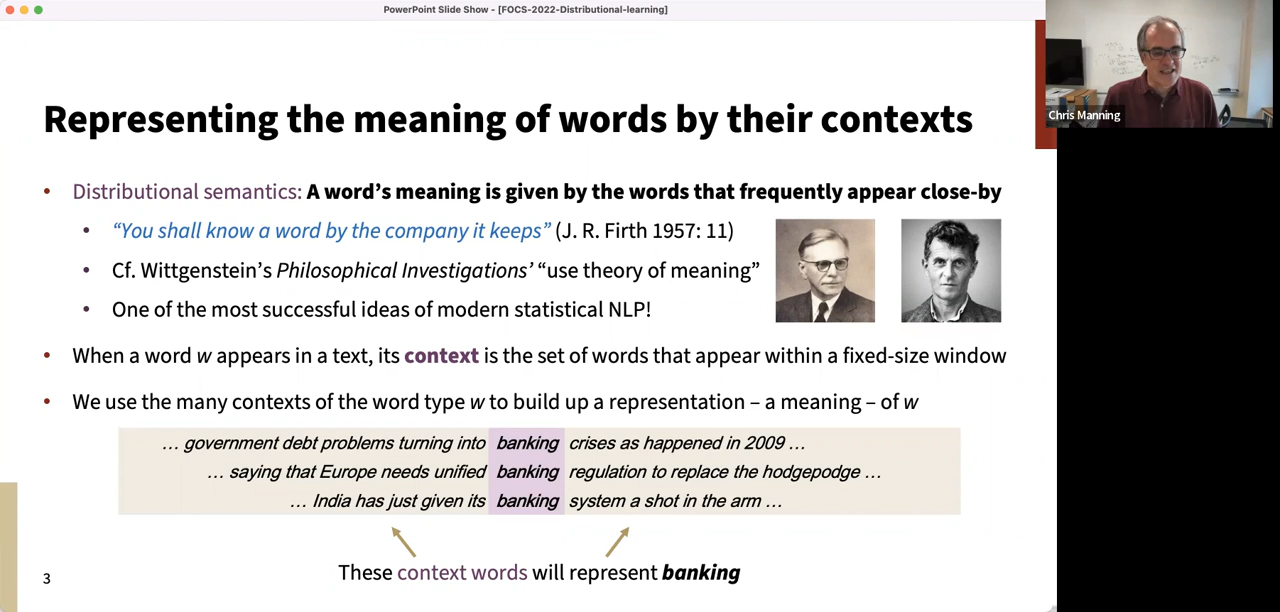 PowerPoint Slide Show - [FOCS-2022-Distributional-learning]
Chris Manning
Representing the meaning of words by their contexts
• Distributional semantics: A word’s meaning is given by the words that frequently appear close-by
• “You shall know a word by the company it keeps” (J. R. Firth 1957: 11)
• Cf. Wittgenstein’s Philosophical Investigations’ “use theory of meaning”
• One of the most successful ideas of modern statistical NLP!
• When a word w appears in a text, its context is the set of words that appear within a fixed-size window
• We use the many contexts of the word type w to build up a representation – a meaning – of w
… government debt problems turning into banking crises as happened in 2009 …
… saying that Europe needs unified banking regulation to replace the hodgepodge …
… India has just given its banking system a shot in the arm …
These context words will represent banking
3